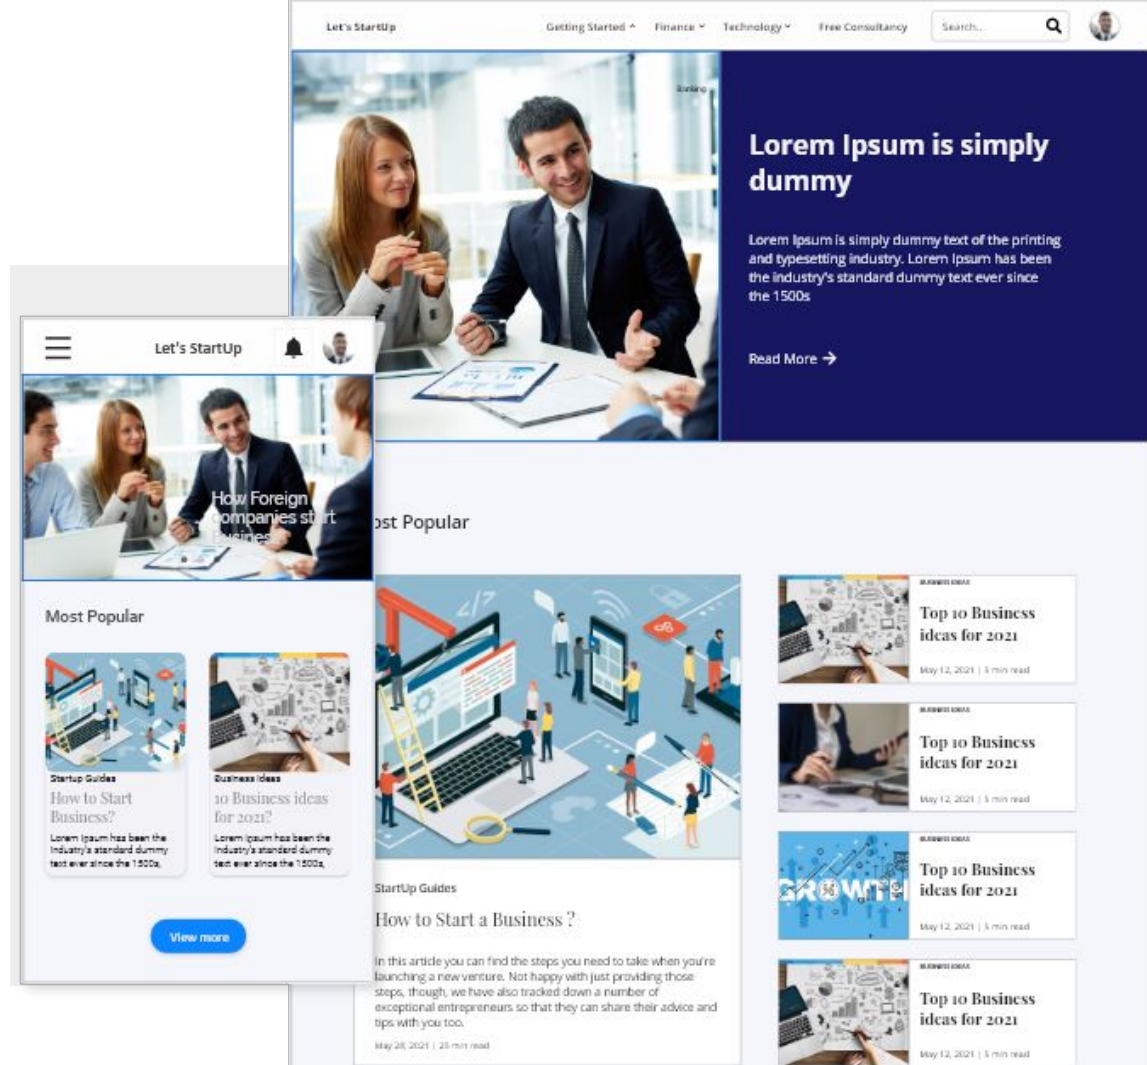 Let's StartUp
Getting Started
Finance
Technology
Free Consultancy
Search...
Banking
Lorem Ipsum is simply
dummy
Lorem Ipsum is simply dummy text of the printing
and typesetting industry. Lorem Ipsum has been
the industry's standard dummy text ever since
the 1500s
Read More →
ost Popular
StartUp Guides
How to Start a Business ?
In this article you can find the steps you need to take when you're
launching a new venture. Not happy with just providing those
steps, though, we have also tracked down a number of
exceptional entrepreneurs so that they can share their advice and
tips with you too.
May 28, 2021 | 25 min read
BUSINESS IDEAS
Top 10 Business
ideas for 2021
May 12, 2021 | 5 min read
BUSINESS IDEAS
Top 10 Business
ideas for 2021
May 12, 2021 | 5 min read
GROWTH
%
BUSINESS IDEAS
Top 10 Business
ideas for 2021
May 12, 2021 | 5 min read
BUSINESS IDEAS
Top 10 Business
ideas for 2021
May 12, 2021 | 5 min read
Let's StartUp
How Foreign
companies start
Business
Most Popular
Startup Guides
How to Start
Business?
Lorem Ipsum has been the
industry's standard dummy
text ever since the 1500s,
Business Ideas
10 Business ideas
for 2021?
Lorem Ipsum has been the
industry's standard dummy
text ever since the 1500s,
View more